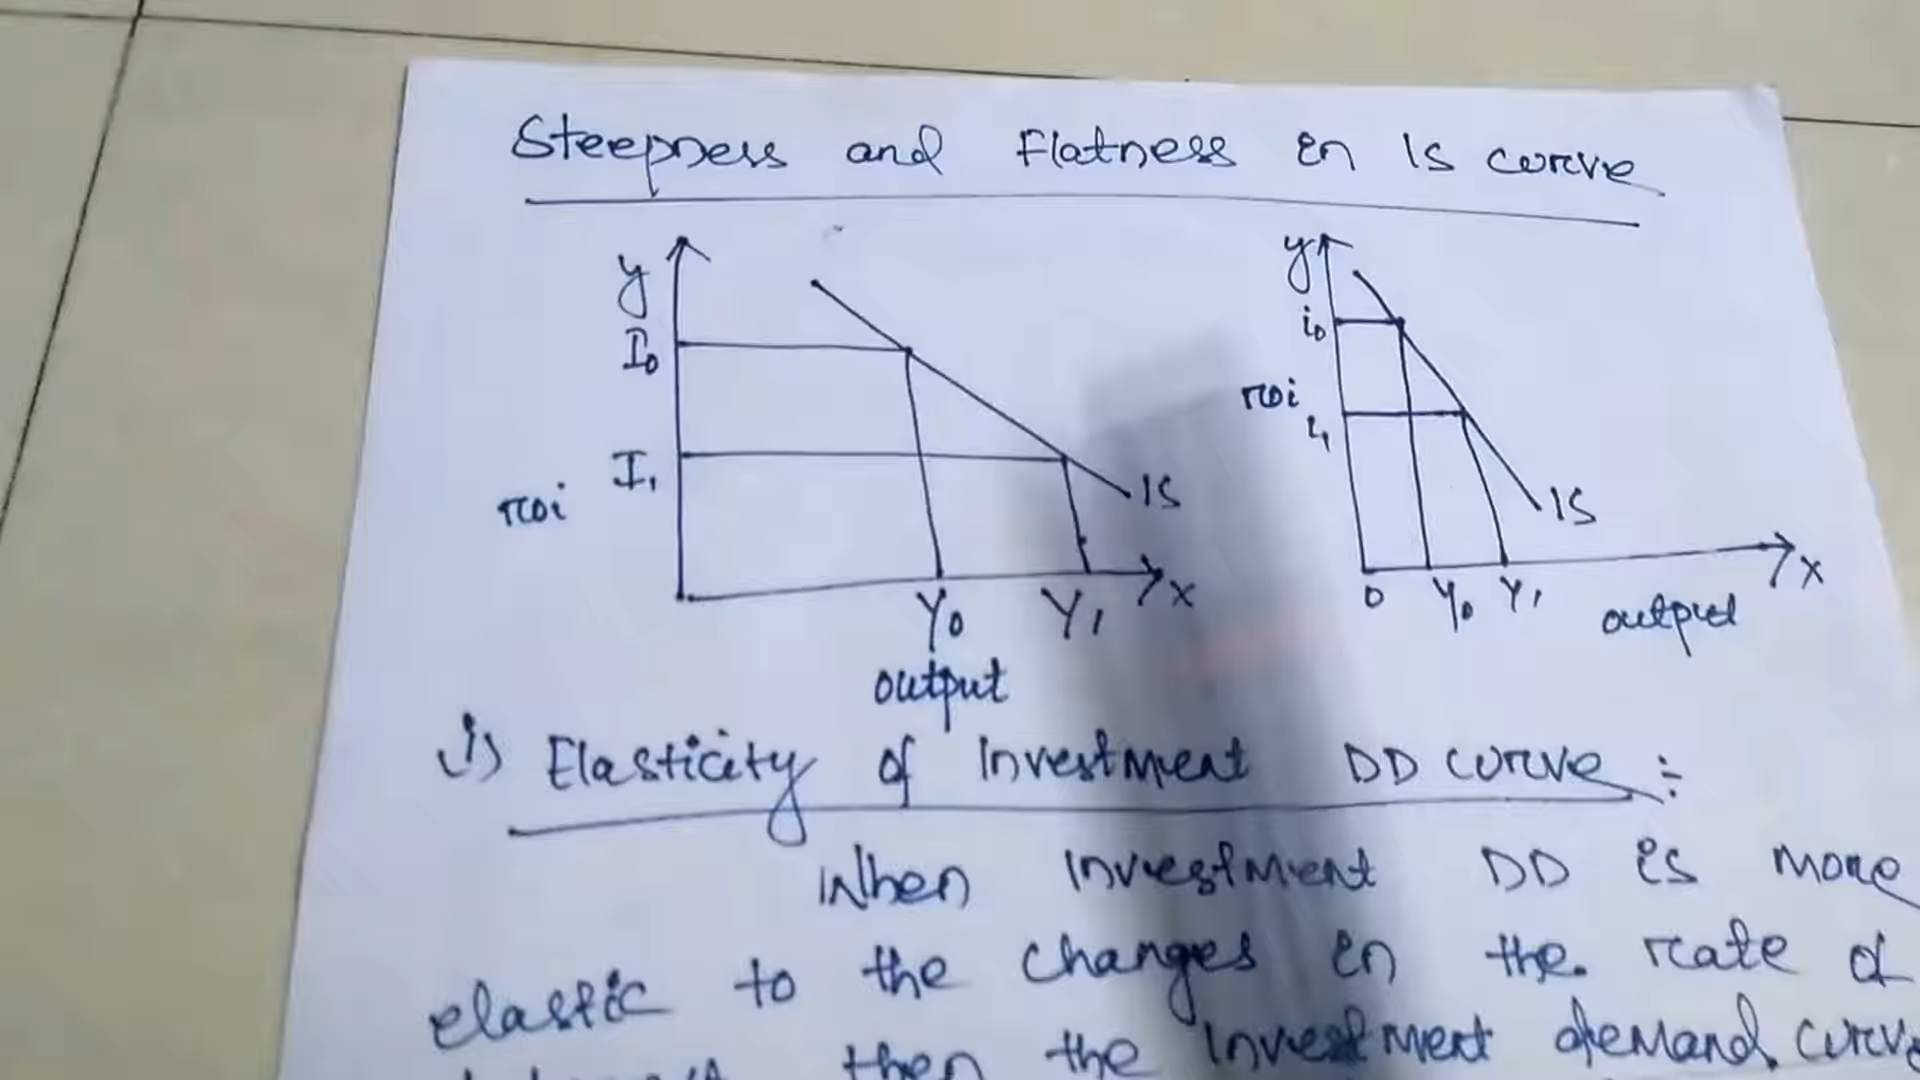 Steepness and Flatness in IS curve
y
I0
I1
roi
IS
Y0 Y1 X
output
y
i0
roi
i1
IS
0 Y0 Y1 X
output
i) Elasticity of Investment DD curve :-
When Investment DD is more
elastic to the changes in the rate of
then the Investment demand curve